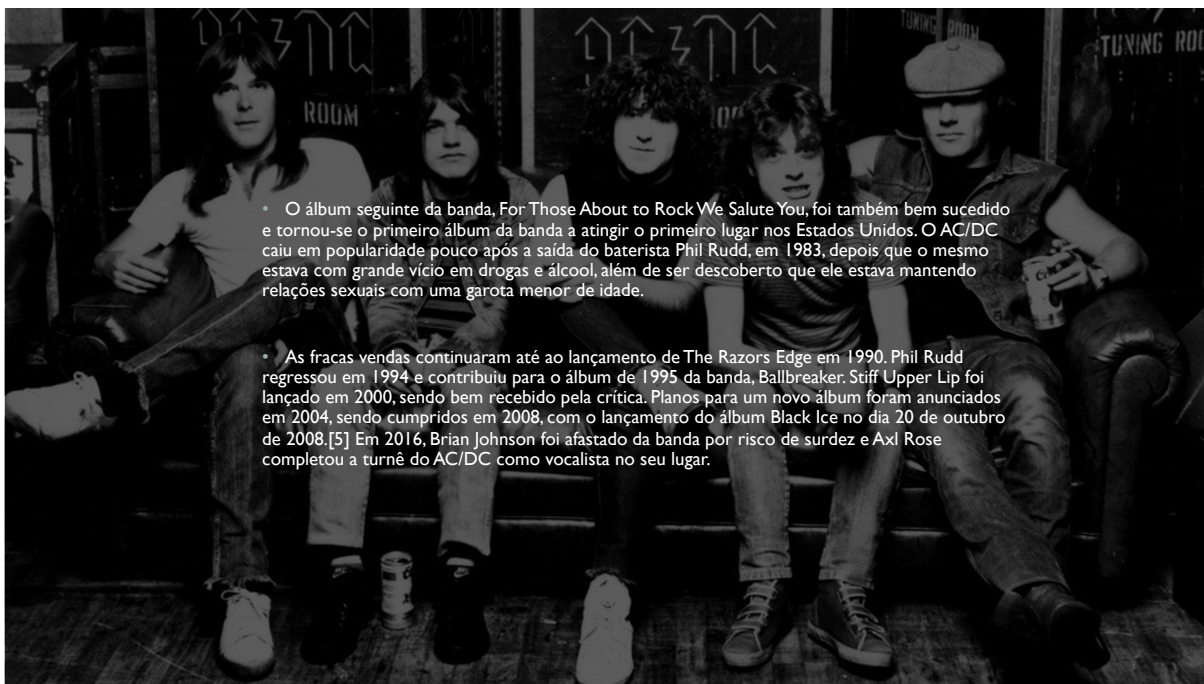 AC⚡DC
AC⚡DC
TUNING ROOM
TUNING ROO
ROOM
• O álbum seguinte da banda, For Those About to Rock We Salute You, foi também bem sucedido
e tornou-se o primeiro álbum da banda a atingir o primeiro lugar nos Estados Unidos. O AC/DC
caiu em popularidade pouco após a saída do baterista Phil Rudd, em 1983, depois que o mesmo
estava com grande vício em drogas e álcool, além de ser descoberto que ele estava mantendo
relações sexuais com uma garota menor de idade.
• As fracas vendas continuaram até ao lançamento de The Razors Edge em 1990. Phil Rudd
regressou em 1994 e contribuiu para o álbum de 1995 da banda, Ballbreaker. Stiff Upper Lip foi
lançado em 2000, sendo bem recebido pela crítica. Planos para um novo álbum foram anunciados
em 2004, sendo cumpridos em 2008, com o lançamento do álbum Black Ice no dia 20 de outubro
de 2008.[5] Em 2016, Brian Johnson foi afastado da banda por risco de surdez e Axl Rose
completou a turnê do AC/DC como vocalista no seu lugar.